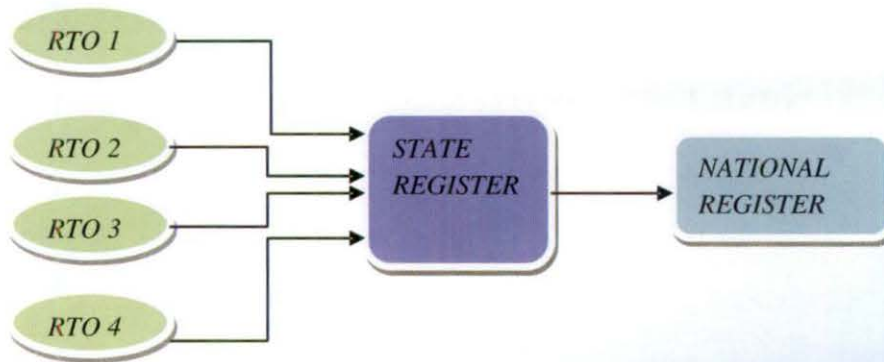 RTO 1
RTO 2
RTO 3
RTO 4
STATE
REGISTER
NATIONAL
REGISTER